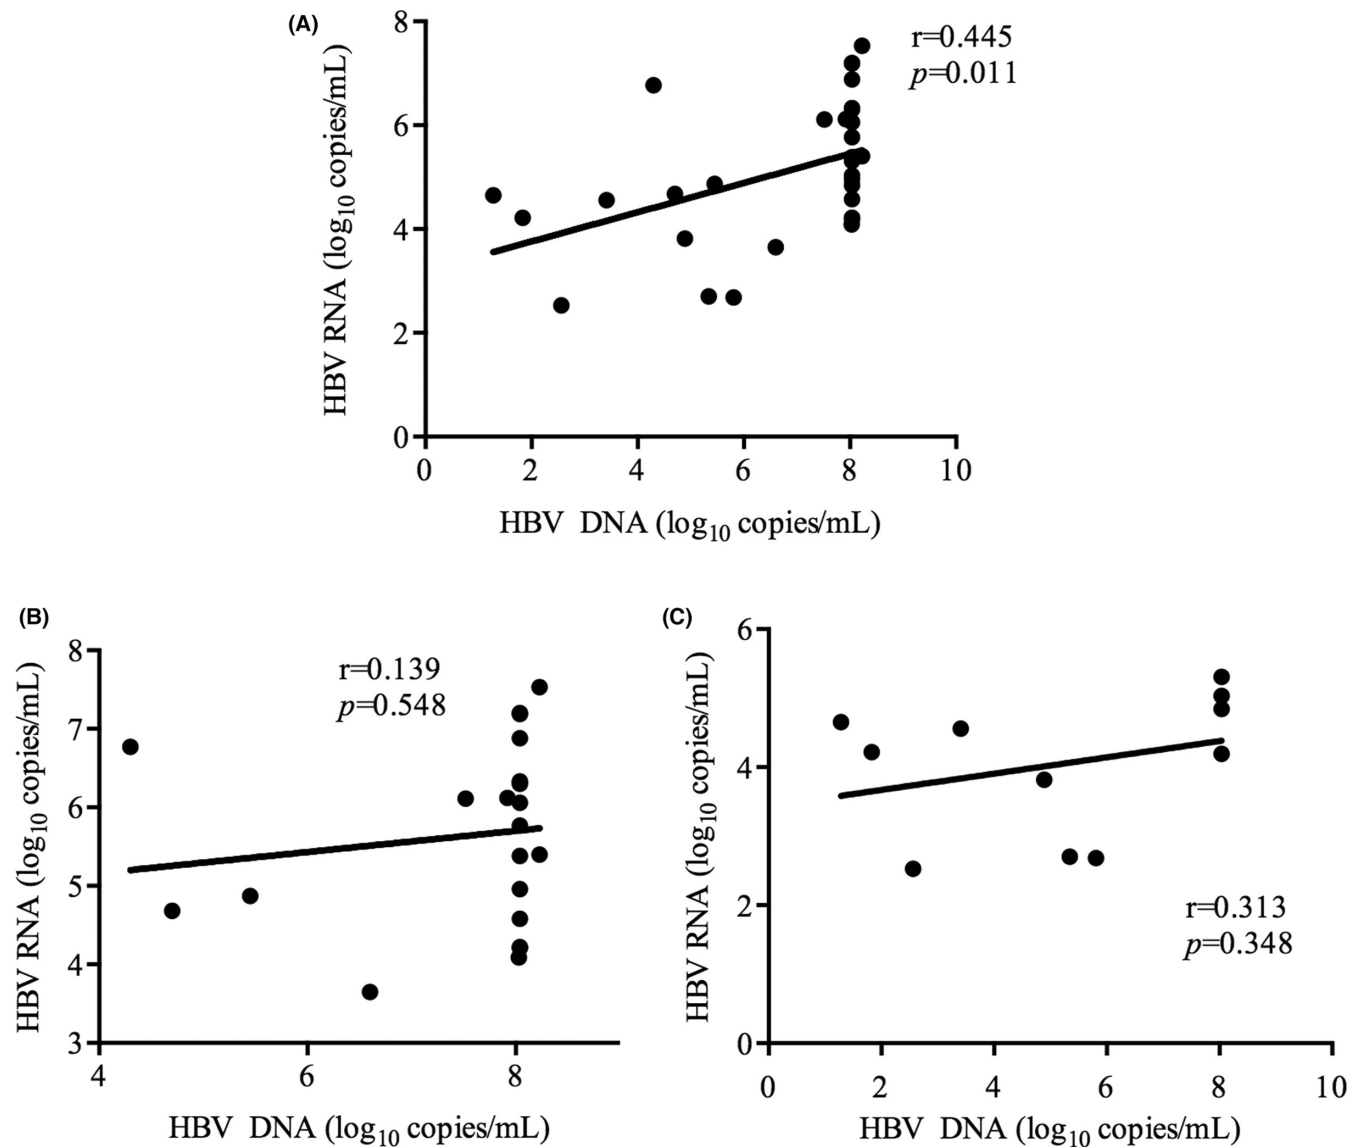 (A)
r=0.445
p=0.011
HBV RNA (log10 copies/mL)
8
6
4
2
0
0 2 4 6 8 10
HBV DNA (log10 copies/mL)
(B)
r=0.139
p=0.548
HBV RNA (log10 copies/mL)
8
7
6
5
4
3
4 6 8
HBV DNA (log10 copies/mL)
(C)
HBV RNA (log10 copies/mL)
6
4
2
0
r=0.313
p=0.348
0 2 4 6 8 10
HBV DNA (log10 copies/mL)